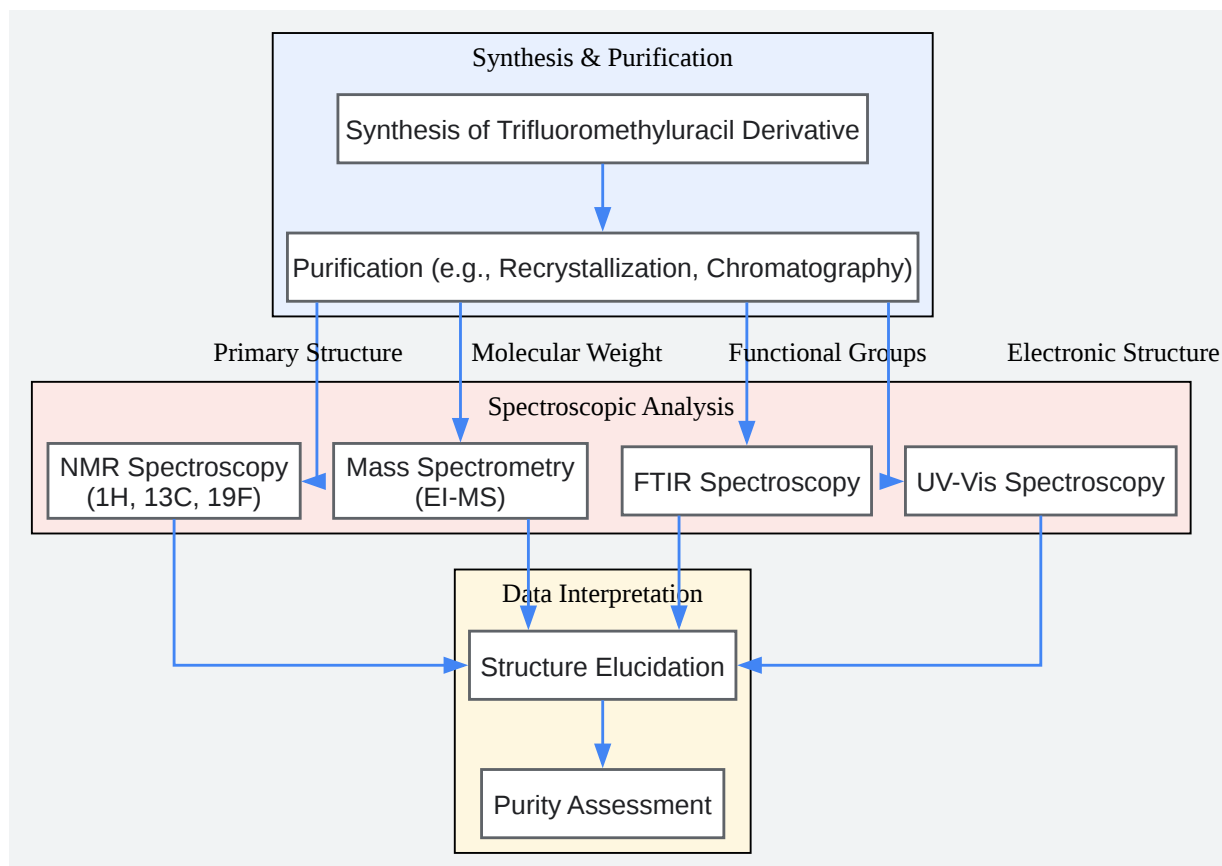 Synthesis & Purification
Synthesis of Trifluoromethyluracil Derivative
Purification (e.g., Recrystallization, Chromatography)
Primary Structure
Molecular Weight
Functional Groups
Electronic Structure
Spectroscopic Analysis
NMR Spectroscopy
(1H, 13C, 19F)
Mass Spectrometry
(EI-MS)
FTIR Spectroscopy
UV-Vis Spectroscopy
Data Interpretation
Structure Elucidation
Purity Assessment